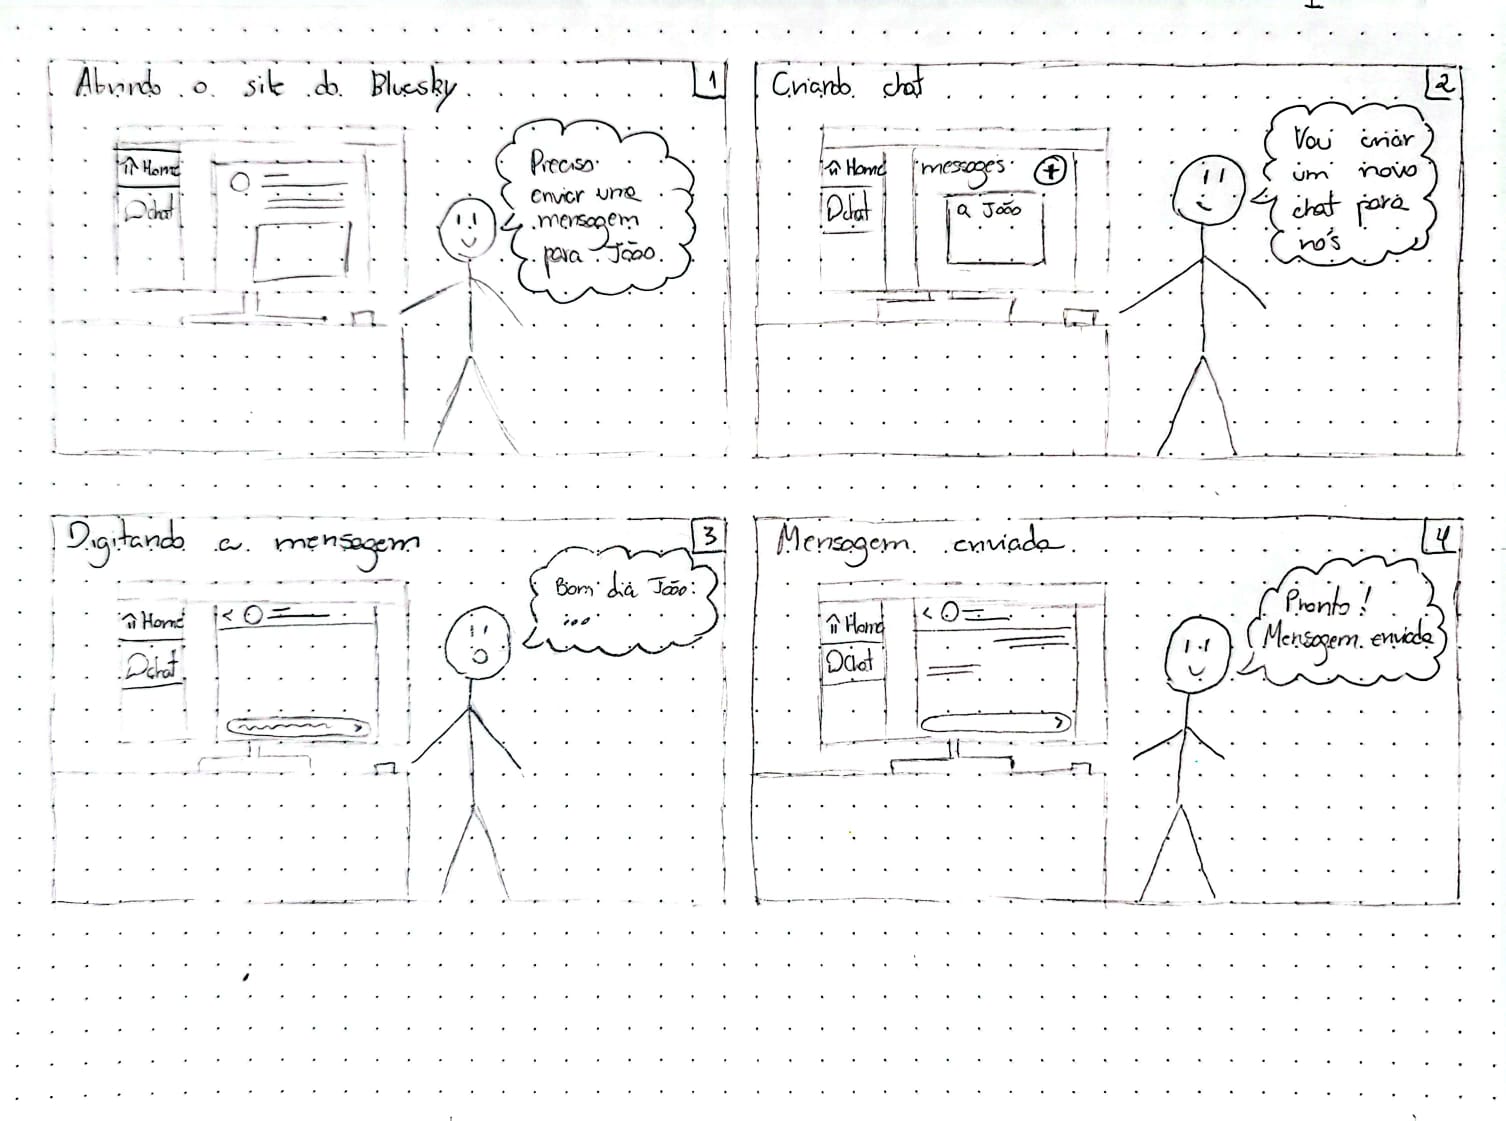 Abrindo o site do Bluesky.
1
Home
chat
Preciso
enviar uma
mensagem
para João.
Criando chat
2
Home
chat
messages
João
Vou criar
um novo
chat para
nós
Digitando a mensagem
3
Home
chat
Bom dia João:
...
Mensagem enviada.
4
Home
chat
Pronto!
Mensagem enviada